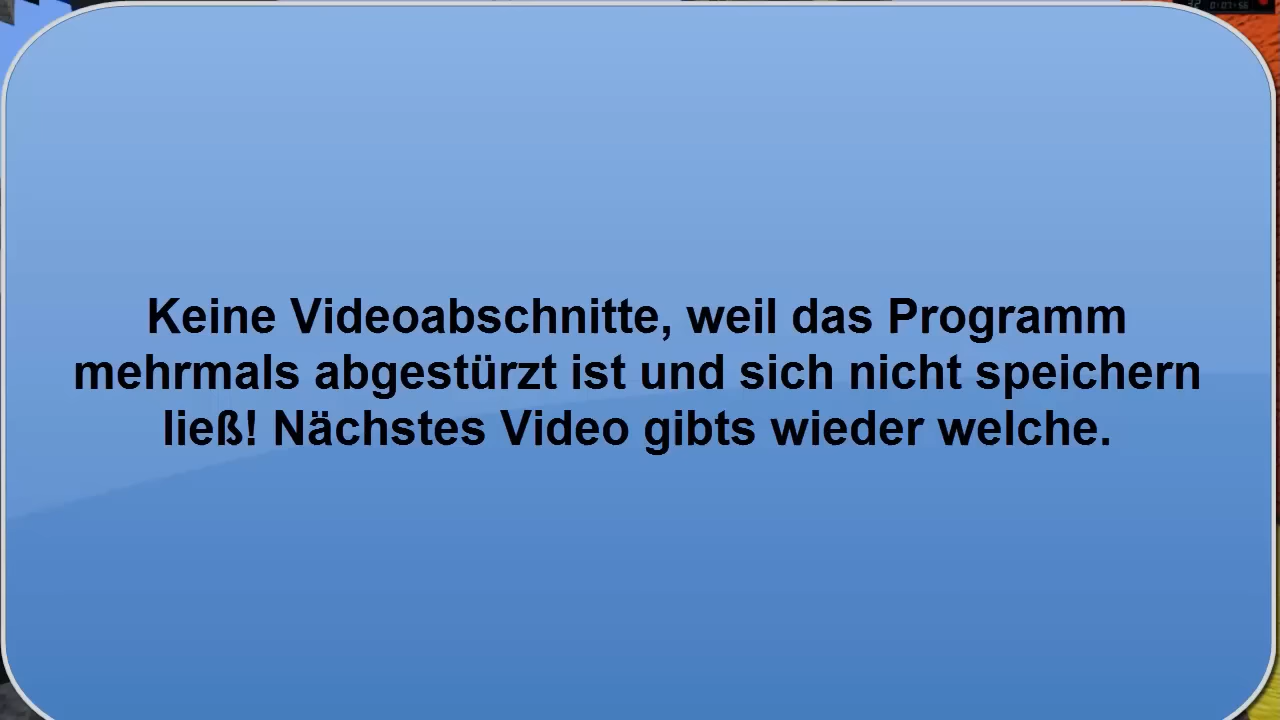 Keine Videoabschnitte, weil das Programm
mehrmals abgestürzt ist und sich nicht speichern
ließ! Nächstes Video gibts wieder welche.